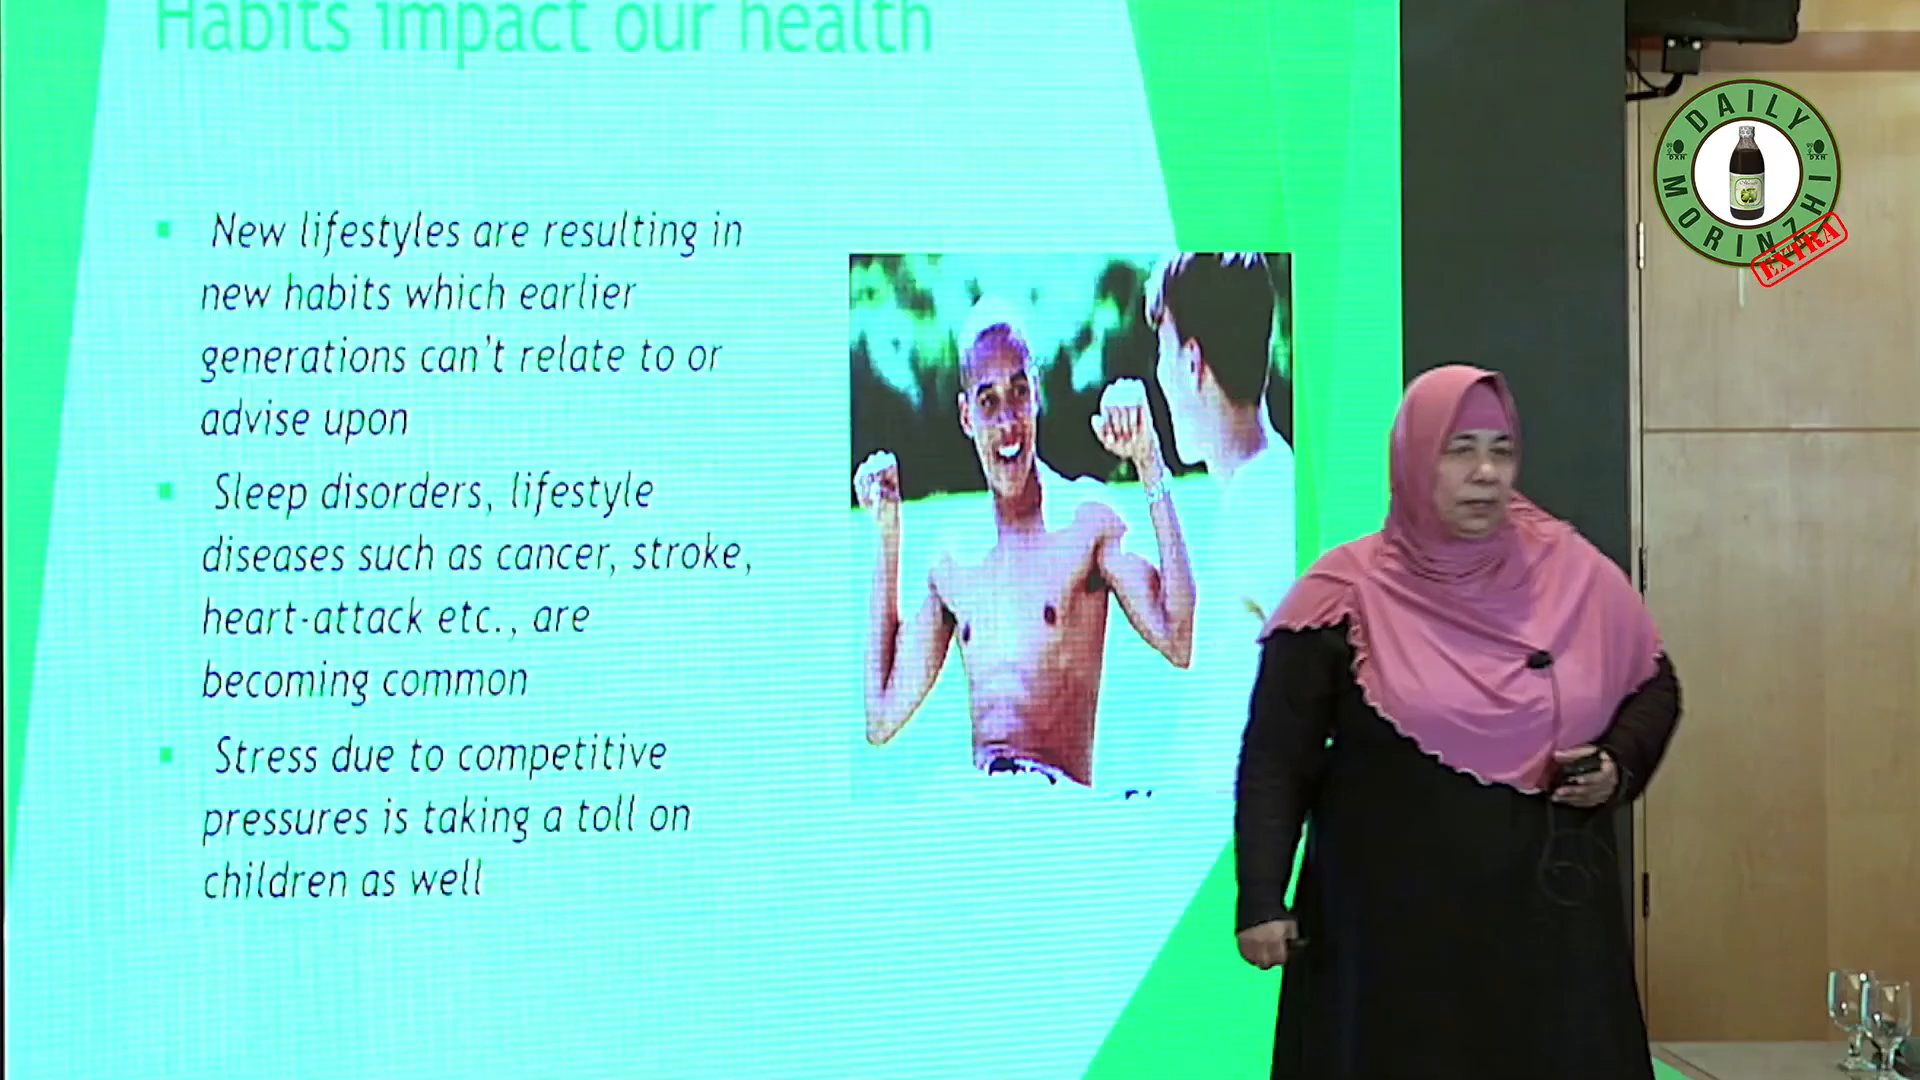 Habits impact our health
New lifestyles are resulting in
new habits which earlier
generations can't relate to or
advise upon
Sleep disorders, lifestyle
diseases such as cancer, stroke,
heart-attack etc., are
becoming common
Stress due to competitive
pressures is taking a toll on
children as well
DAILY
DXN
DXN
MORINZHI
EXTRA